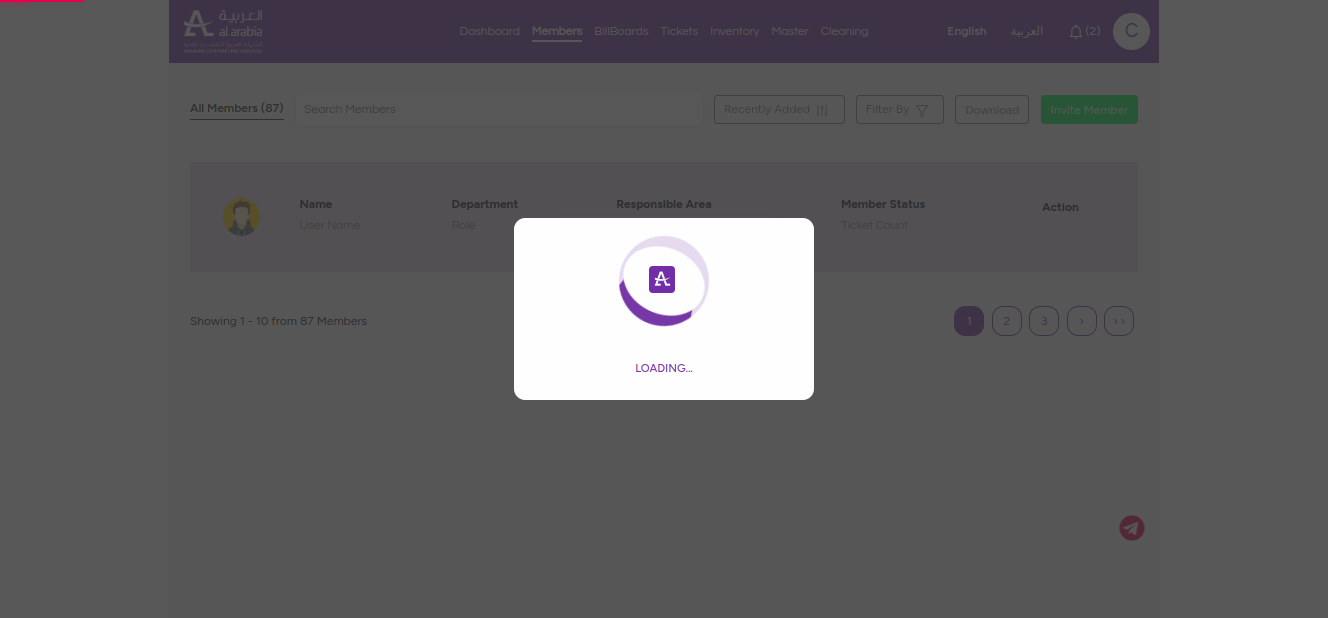 العربية
al arabia
Dashboard Members BillBoards Tickets Inventory Master Cleaning English العربية (2) C
All Members (87) Search Members Recently Added Filter By Download Invite Member
Name Department Responsible Area Member Status Action
User Name Role Ticket Count
LOADING...
Showing 1 - 10 from 87 Members 1 2 3 > >>